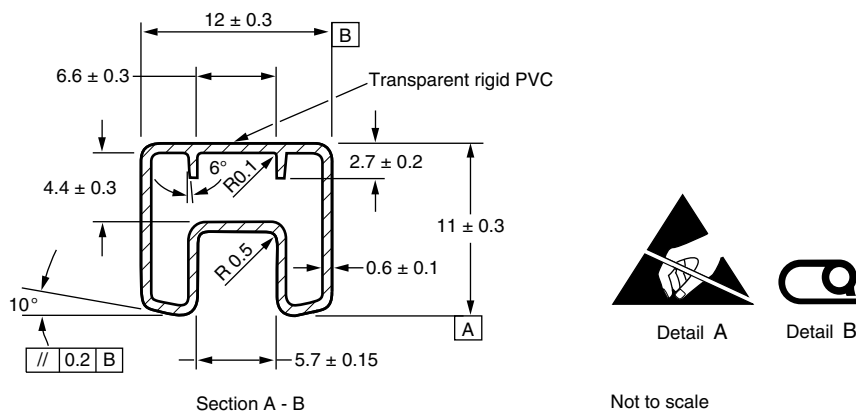 12 ± 0.3
B
6.6 ± 0.3
Transparent rigid PVC
6°
R0.1
2.7 ± 0.2
4.4 ± 0.3
11 ± 0.3
R 0.5
0.6 ± 0.1
10°
A
// 0.2 B
5.7 ± 0.15
Detail A
Detail B
Section A - B
Not to scale